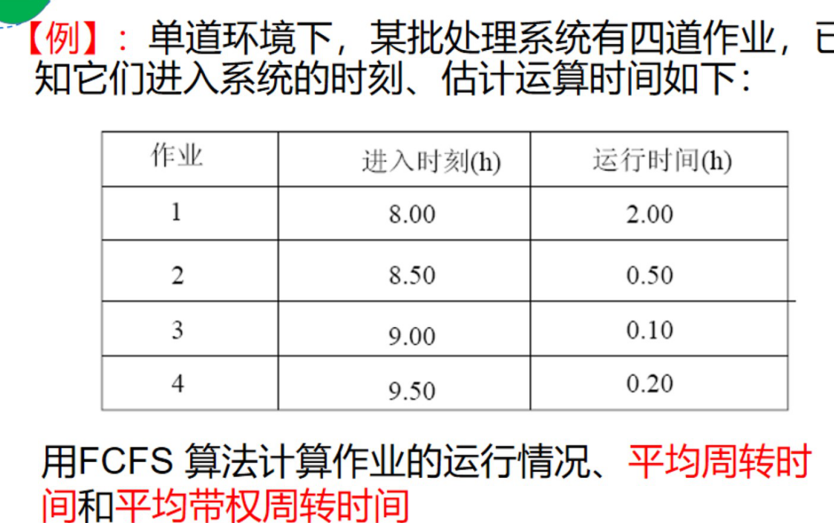 【例】：单道环境下，某批处理系统有四道作业，已
知它们进入系统的时刻、估计运算时间如下：
作业 进入时刻(h) 运行时间(h)
1 8.00 2.00
2 8.50 0.50
3 9.00 0.10
4 9.50 0.20
用FCFS 算法计算作业的运行情况、平均周转时
间和平均带权周转时间